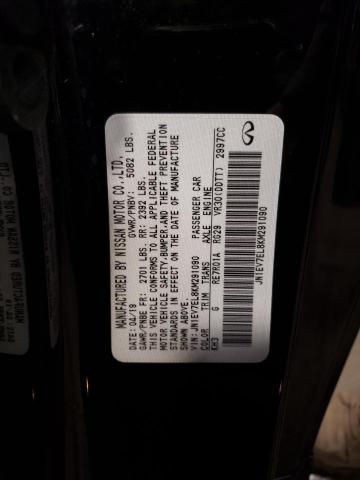 MANUFACTURED BY NISSAN MOTOR CO.,LTD.
DATE: 04/19 GVWR/PNBV: 5082 LBS.
GAWR/PNBE FR: 2701 LBS. RR: 2392 LBS.
THIS VEHICLE CONFORMS TO ALL APPLICABLE FEDERAL
MOTOR VEHICLE SAFETY,BUMPER,AND THEFT PREVENTION
STANDARDS IN EFFECT ON THE DATE OF MANUFACTURE
SHOWN ABOVE.
VIN:JN1EV7EL8KM291090 PASSENGER CAR
COLOR TRIM TRANS AXLE ENGINE
KH3 G RE7R01A RG29 VR30(DDTT) 2997CC
JN1EV7EL8KM291090
INFINITI